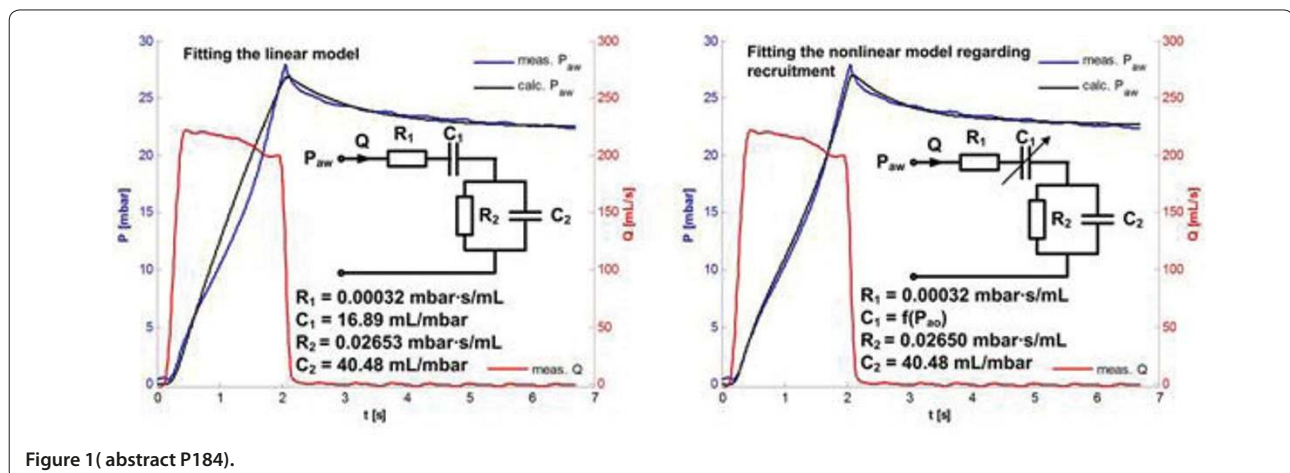 Fitting the linear model
meas. Paw
calc. Paw
P [mbar]
30
25
20
15
10
5
0
Q [mL/s]
300
250
200
150
100
50
0
Paw
Q
R1
C1
R2
C2
R1 = 0.00032 mbar·s/mL
C1 = 16.89 mL/mbar
R2 = 0.02653 mbar·s/mL
C2 = 40.48 mL/mbar
meas. Q
0 1 2 3 4 5 6 7
t [s]
Fitting the nonlinear model regarding
recruitment
meas. Paw
calc. Paw
P [mbar]
30
25
20
15
10
5
0
Q [mL/s]
300
250
200
150
100
50
0
Paw
Q
R1
C1
R2
C2
R1 = 0.00032 mbar·s/mL
C1 = f(Pao)
R2 = 0.02650 mbar·s/mL
C2 = 40.48 mL/mbar
meas. Q
0 1 2 3 4 5 6 7
t [s]
Figure 1( abstract P184).